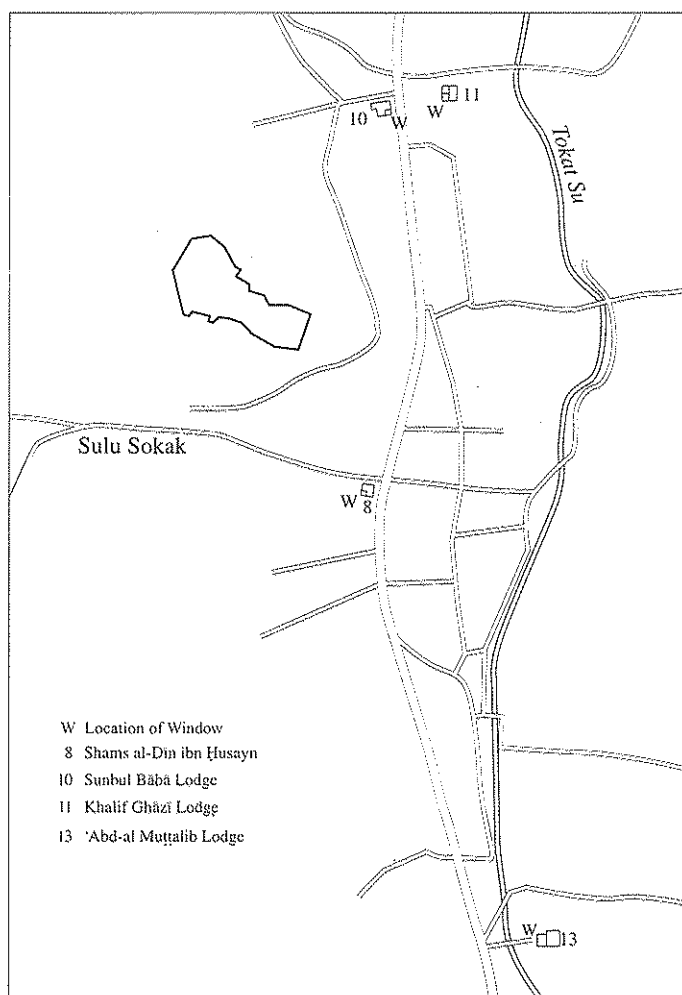 11
10
W
W
Tokat Su
Sulu Sokak
W
8
W Location of Window
8 Shams al-Dīn ibn Ḥusayn
10 Sunbul Bābā Lodge
11 Khalif Ghāzī Lodge
13 'Abd-al Muṭṭalib Lodge
W
13